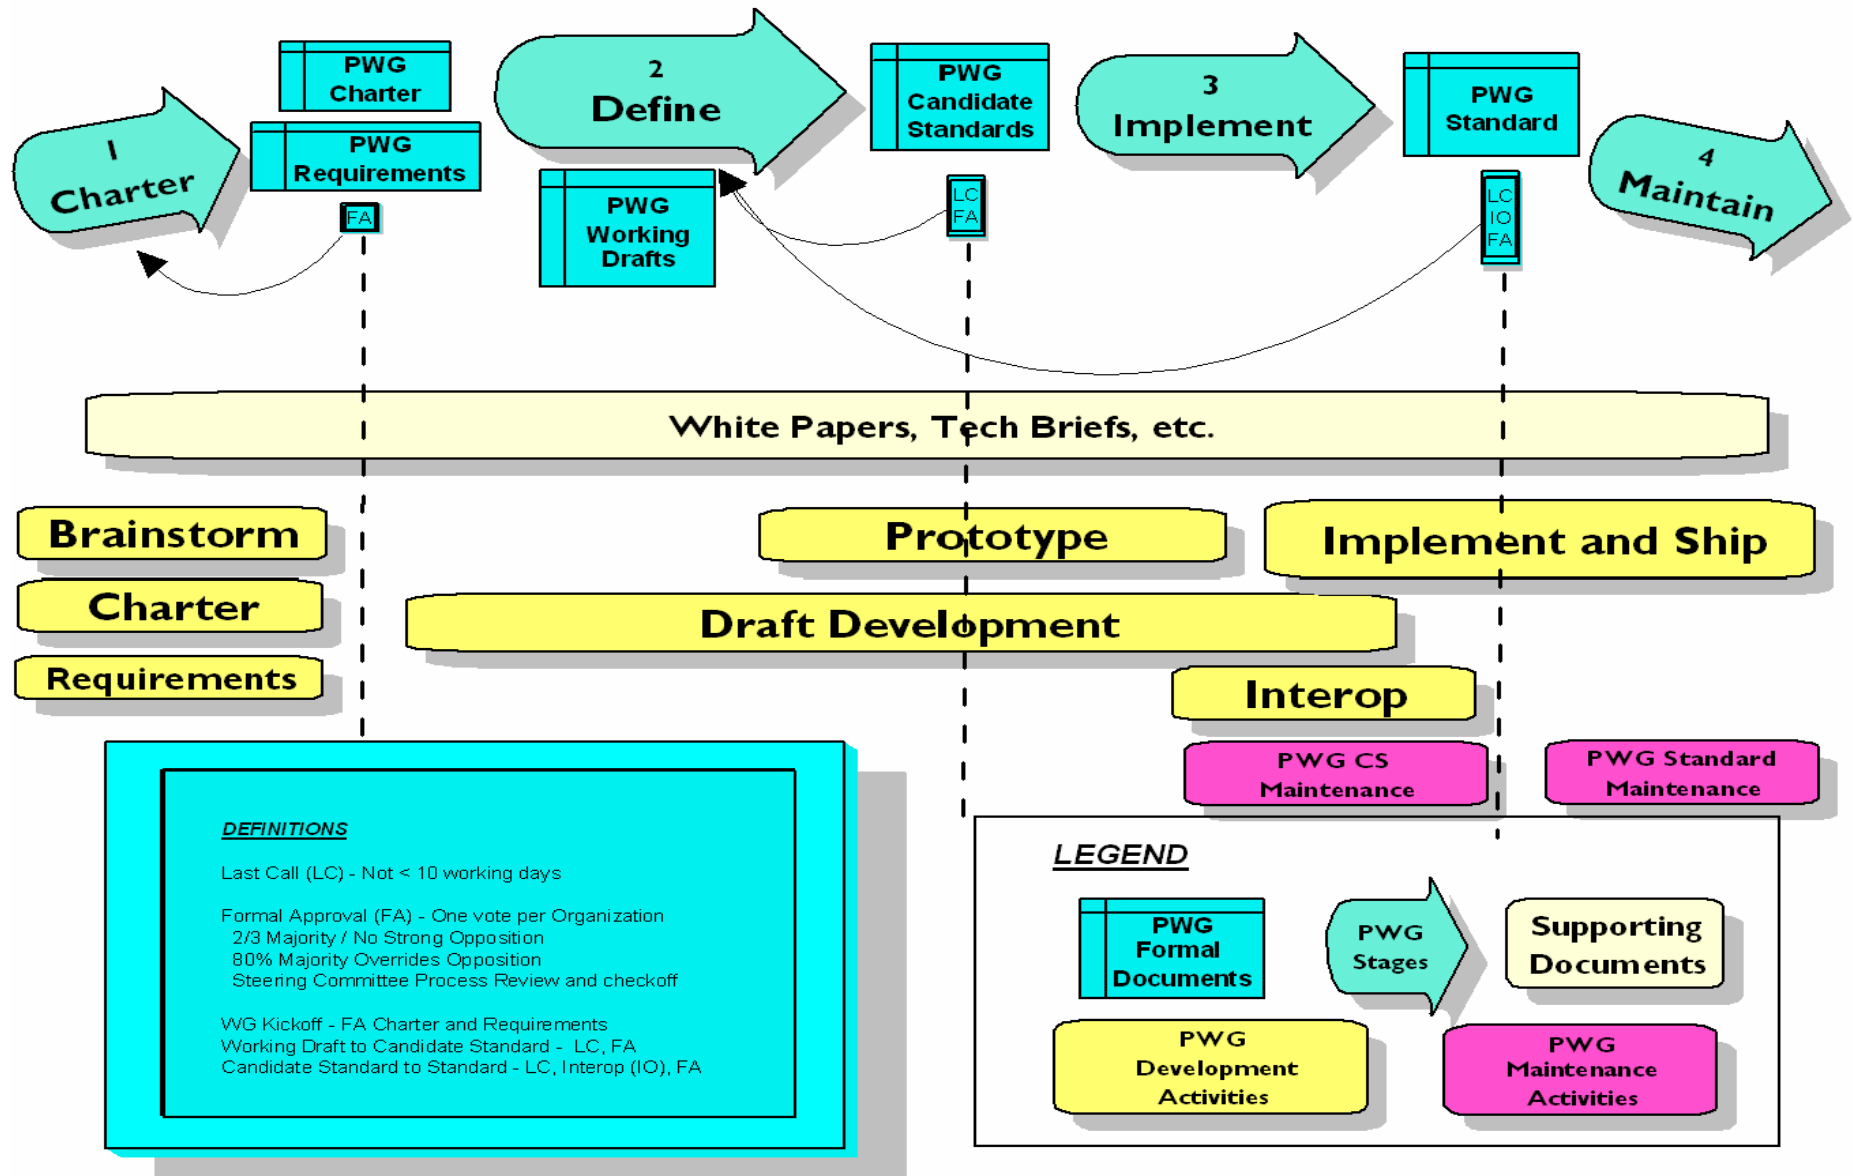 1
Charter
PWG
Charter
PWG
Requirements
FA
2
Define
PWG
Working
Drafts
PWG
Candidate
Standards
LC
FA
3
Implement
PWG
Standard
LC
IO
FA
4
Maintain
White Papers, Tech Briefs, etc.
Brainstorm
Charter
Requirements
Prototype
Implement and Ship
Draft Development
Interop
PWG CS
Maintenance
PWG Standard
Maintenance
DEFINITIONS
Last Call (LC) - Not < 10 working days
Formal Approval (FA) - One vote per Organization
2/3 Majority / No Strong Opposition
80% Majority Overrides Opposition
Steering Committee Process Review and checkoff
WG Kickoff - FA Charter and Requirements
Working Draft to Candidate Standard - LC, FA
Candidate Standard to Standard - LC, Interop (IO), FA
LEGEND
PWG
Formal
Documents
PWG
Stages
Supporting
Documents
PWG
Development
Activities
PWG
Maintenance
Activities